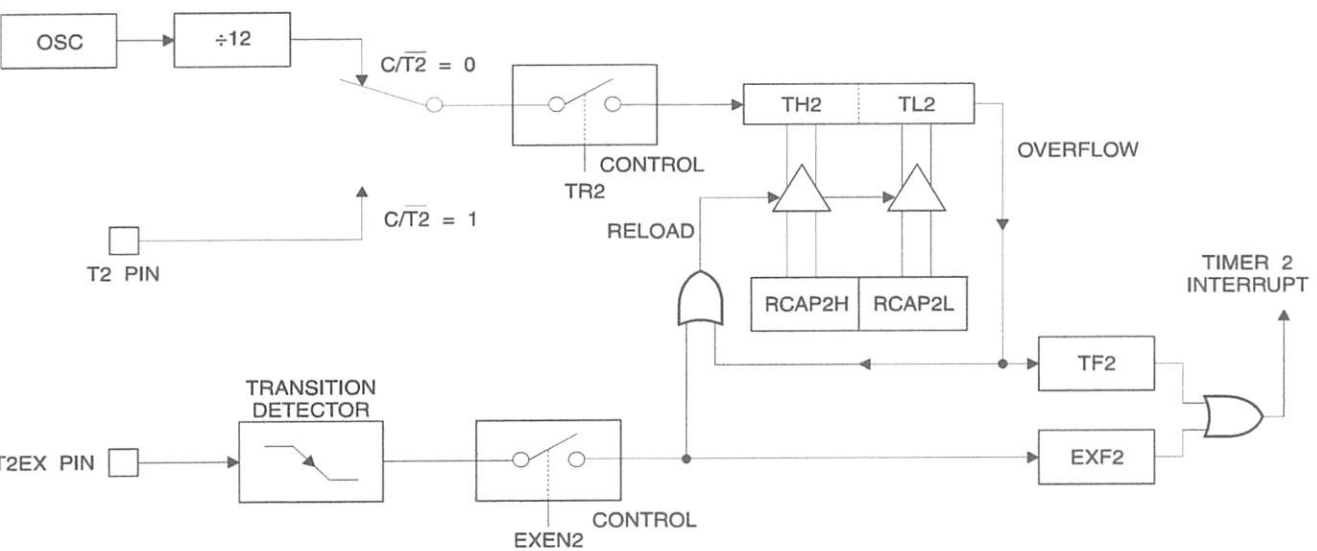 OSC
÷12
C/T2 = 0
TH2
TL2
CONTROL
TR2
OVERFLOW
C/T2 = 1
RELOAD
T2 PIN
RCAP2H
RCAP2L
TIMER 2
INTERRUPT
TF2
TRANSITION
DETECTOR
T2EX PIN
EXF2
CONTROL
EXEN2